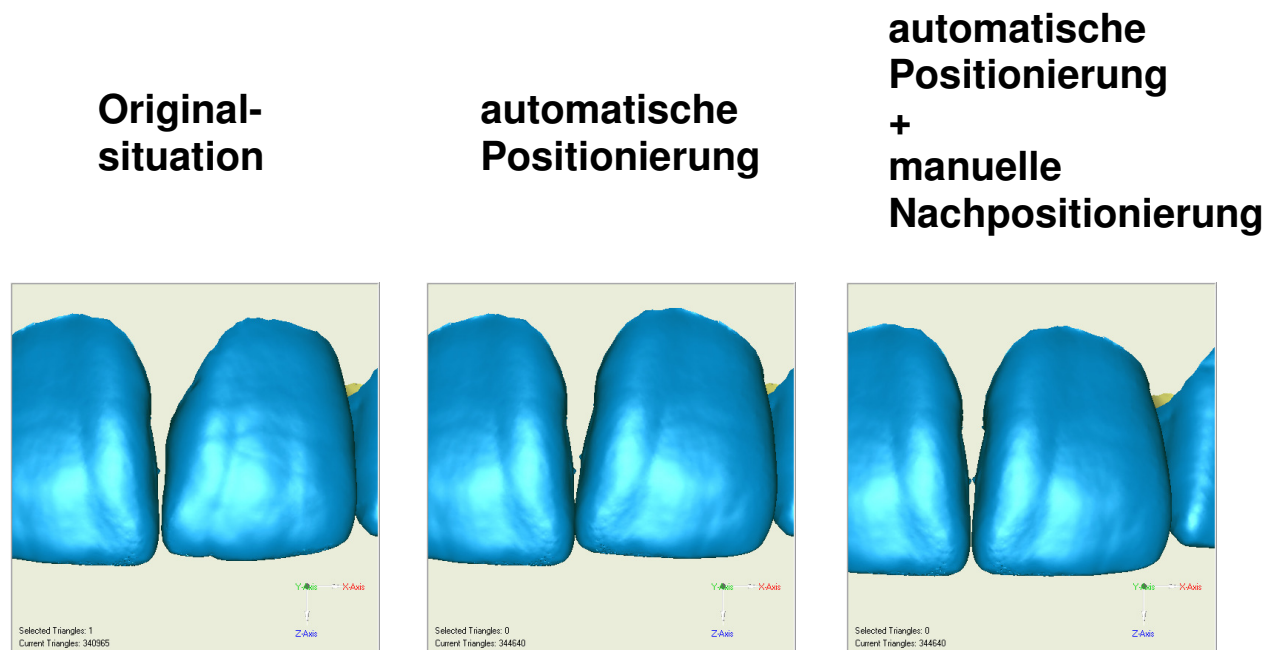 Original-
situation
automatische
Positionierung
automatische
Positionierung
+
manuelle
Nachpositionierung
Y-Axis X-Axis
Z-Axis
Selected Triangles: 1
Current Triangles: 340965
Y-Axis X-Axis
Z-Axis
Selected Triangles: 0
Current Triangles: 344640
Y-Axis X-Axis
Z-Axis
Selected Triangles: 0
Current Triangles: 344640